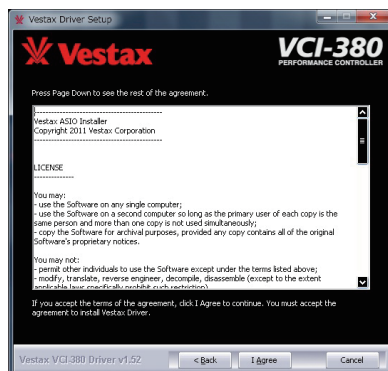 Vestax Driver Setup
Vestax
VCI-380
PERFORMANCE CONTROLLER
Press Page Down to see the rest of the agreement.
----------------------------------------
Vestax ASIO Installer
Copyright 2011 Vestax Corporation
----------------------------------------
LICENSE
-------------
You may:
- use the Software on any single computer;
- use the Software on a second computer so long as the primary user of each copy is the
same person and more than one copy is not used simultaneously;
- copy the Software for archival purposes, provided any copy contains all of the original
Software's proprietary notices.
You may not:
- permit other individuals to use the Software except under the terms listed above;
- modify, translate, reverse engineer, decompile, disassemble (except to the extent
applicable laws specifically prohibit such restriction)
If you accept the terms of the agreement, click I Agree to continue. You must accept the
agreement to install Vestax Driver.
Vestax VCI-380 Driver v1.52
< Back
I Agree
Cancel